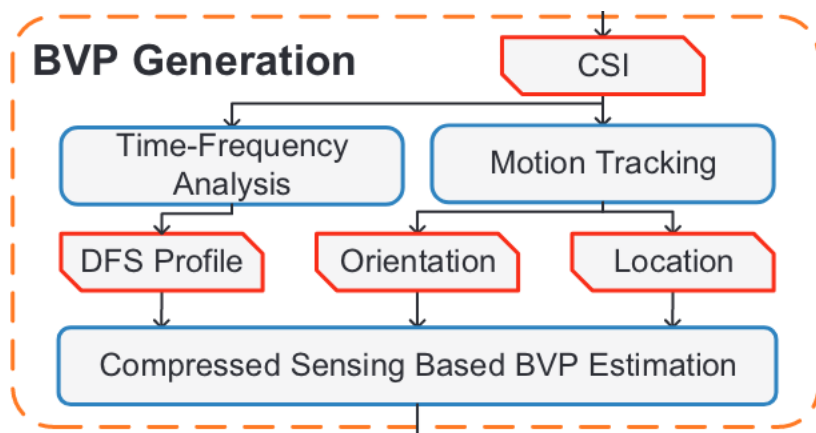 BVP Generation
CSI
Time-Frequency
Analysis
Motion Tracking
DFS Profile
Orientation
Location
Compressed Sensing Based BVP Estimation